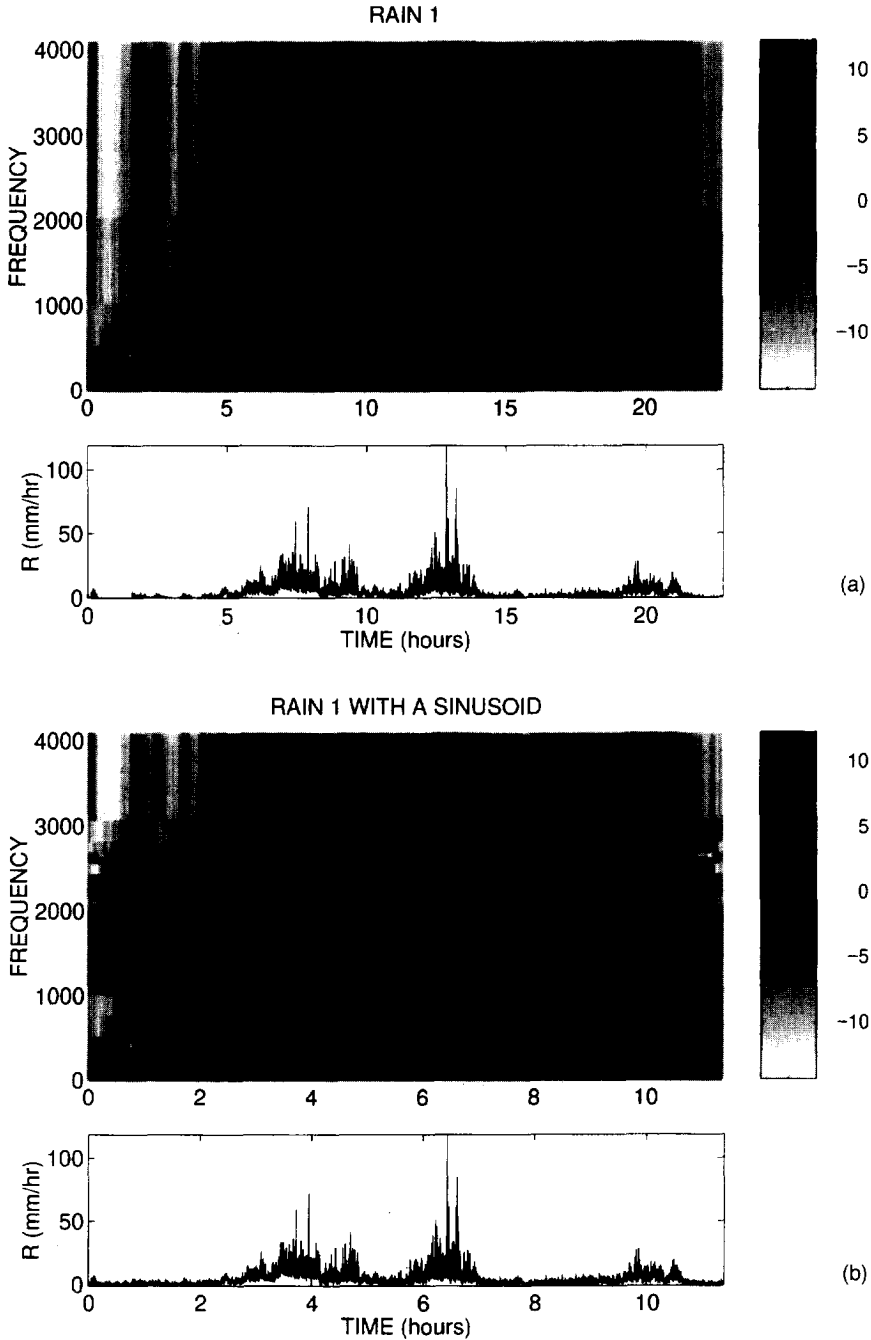 RAIN 1
FREQUENCY
4000
3000
2000
1000
0
0 5 10 15 20
10
5
0
−5
−10
R (mm/hr)
100
50
0
0 5 10 15 20
TIME (hours)
(a)
RAIN 1 WITH A SINUSOID
FREQUENCY
4000
3000
2000
1000
0
0 2 4 6 8 10
10
5
0
−5
−10
R (mm/hr)
100
50
0
0 2 4 6 8 10
TIME (hours)
(b)